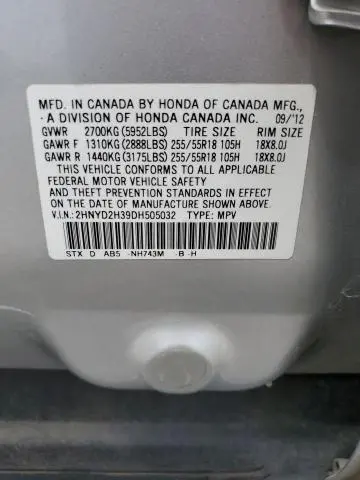 MFD. IN CANADA BY HONDA OF CANADA MFG.,
A DIVISION OF HONDA CANADA INC. 09/'12
GVWR 2700KG (5952LBS) TIRE SIZE RIM SIZE
GAWR F 1310KG (2888LBS) 255/55R18 105H 18X8.0J
GAWR R 1440KG (3175LBS) 255/55R18 105H 18X8.0J
THIS VEHICLE CONFORMS TO ALL APPLICABLE
FEDERAL MOTOR VEHICLE SAFETY
AND THEFT PREVENTION STANDARDS IN EFFECT
ON THE DATE OF MANUFACTURE SHOWN ABOVE.
V.I.N.: 2HNYD2H39DH505032 TYPE: MPV
STX D AB5 -NH743M -B -H